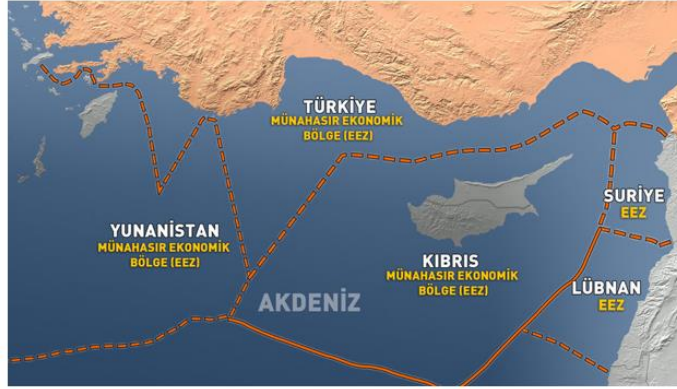 TÜRKİYE
MÜNAHASIR EKONOMİK
BÖLGE (EEZ)
SURİYE
EEZ
YUNANİSTAN
MÜNAHASIR EKONOMİK
BÖLGE (EEZ)
KIBRIS
MÜNAHASIR EKONOMİK
BÖLGE (EEZ)
LÜBNAN
EEZ
AKDENİZ